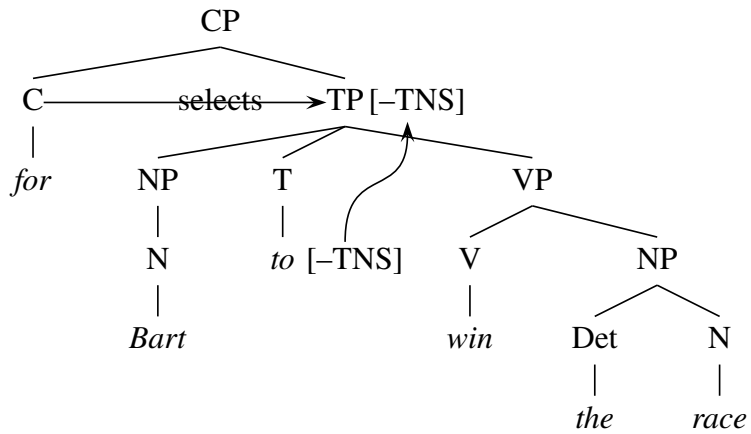 CP
C selects TP [–TNS]
for NP T VP
N to [–TNS] V NP
Bart win Det N
the race